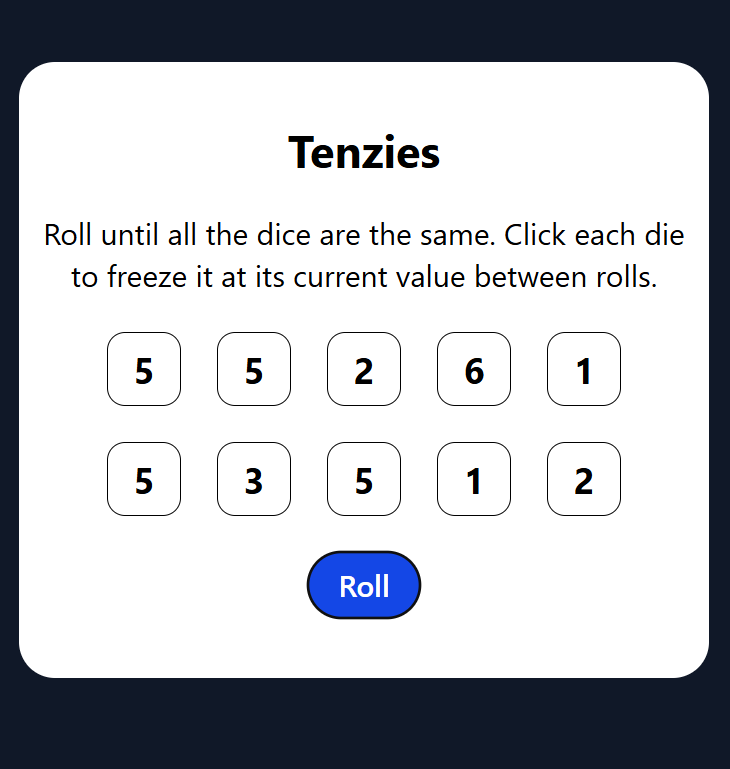 Tenzies
Roll until all the dice are the same. Click each die
to freeze it at its current value between rolls.
5 5 2 6 1
5 3 5 1 2
Roll